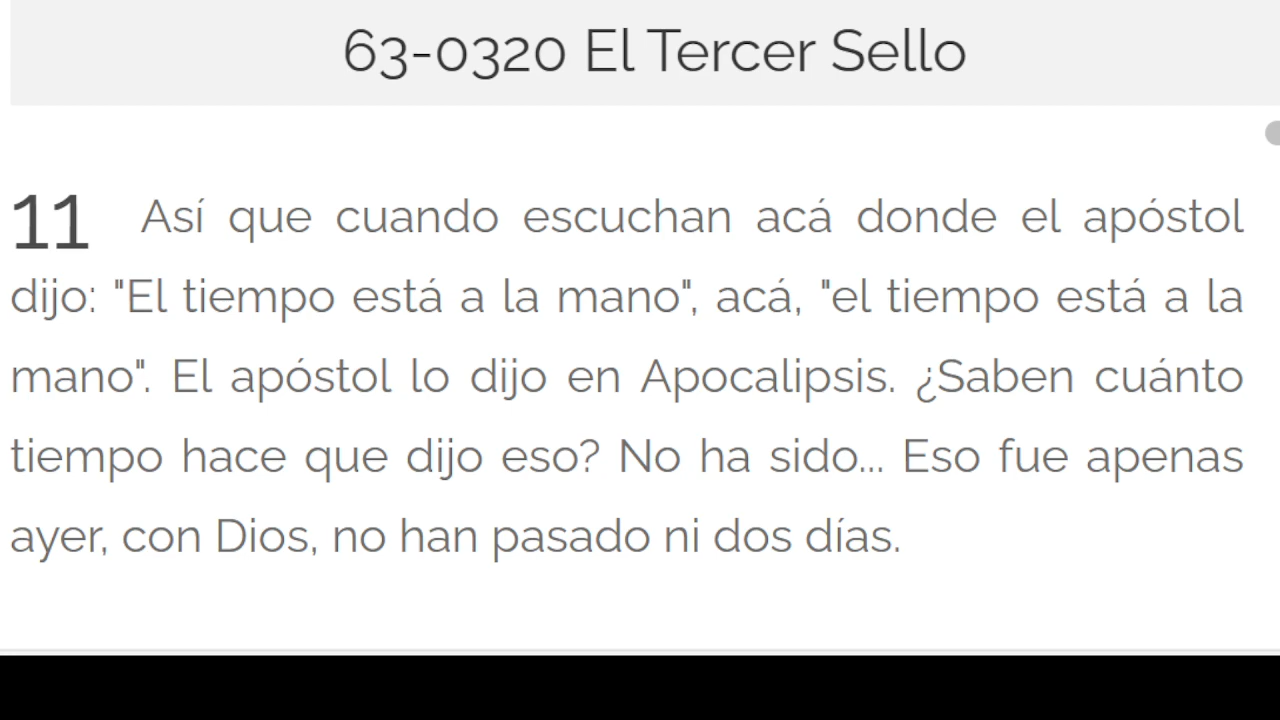 63-0320 El Tercer Sello
11 Así que cuando escuchan acá donde el apóstol
dijo: "El tiempo está a la mano", acá, "el tiempo está a la
mano". El apóstol lo dijo en Apocalipsis. ¿Saben cuánto
tiempo hace que dijo eso? No ha sido... Eso fue apenas
ayer, con Dios, no han pasado ni dos días.